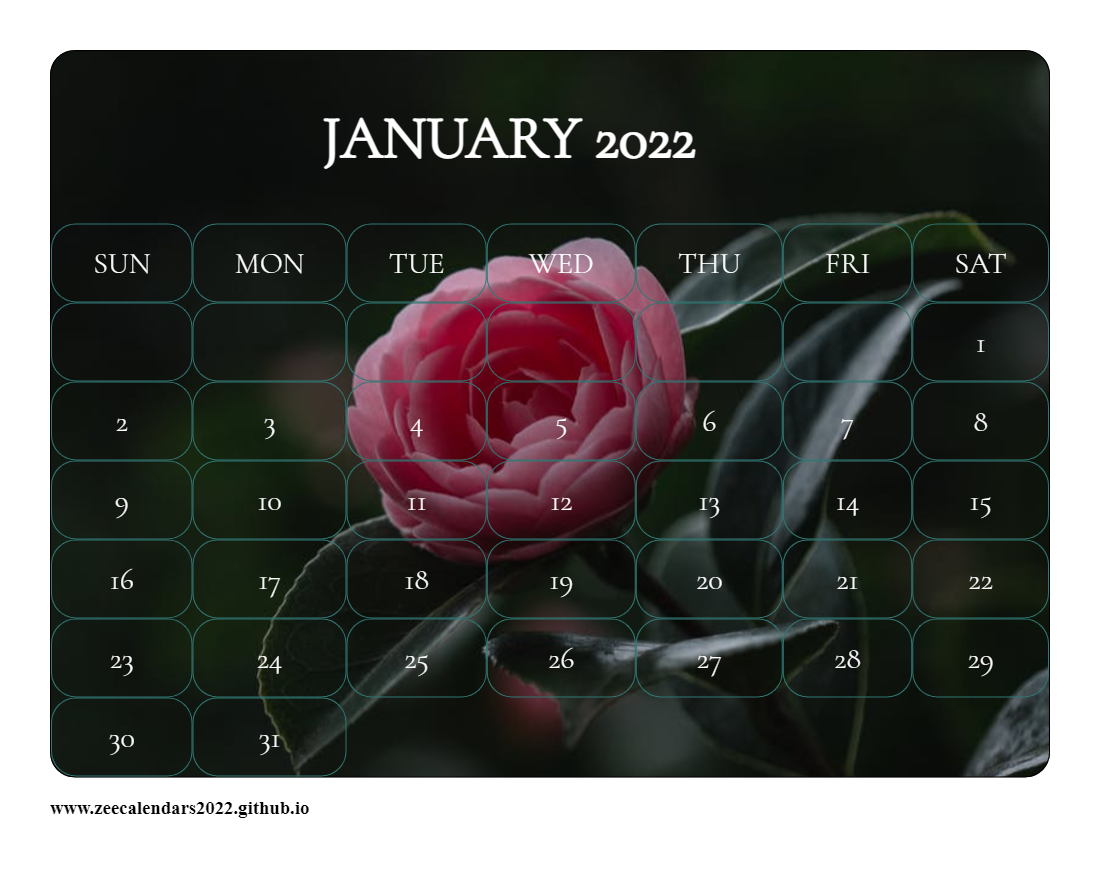 JANUARY 2022
SUN MON TUE WED THU FRI SAT
1
2 3 4 5 6 7 8
9 10 11 12 13 14 15
16 17 18 19 20 21 22
23 24 25 26 27 28 29
30 31
www.zeecalendars2022.github.io